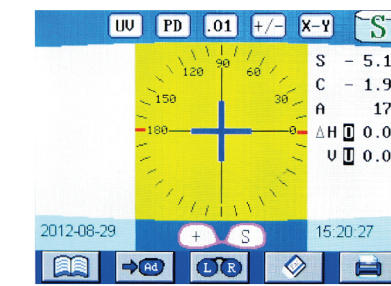 UV PD .01 +/- X-Y S
S - 5.1
C - 1.9
A 17
ΔH O 0.0
V U 0.0
90
120 60
150 30
180 0
2012-08-29 + S 15:20:27
Ad L R